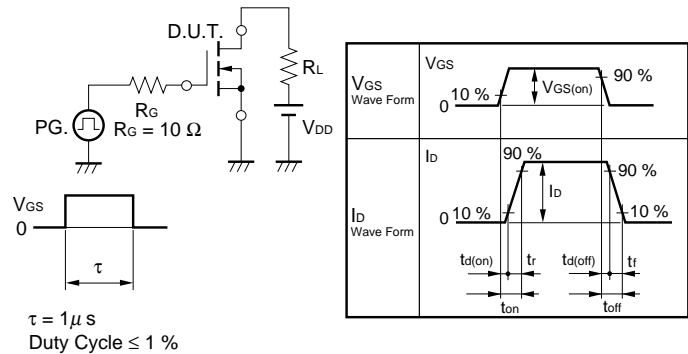 D.U.T.
RL
RG
PG.
RG = 10 Ω
VDD
VGS
0
τ
τ = 1μ s
Duty Cycle ≤ 1 %
VGS
Wave Form
VGS
10 %
0
VGS(on)
90 %
ID
Wave Form
ID
90 %
90 %
ID
0 10 %
10 %
td(on)
tr
td(off)
tf
ton
toff